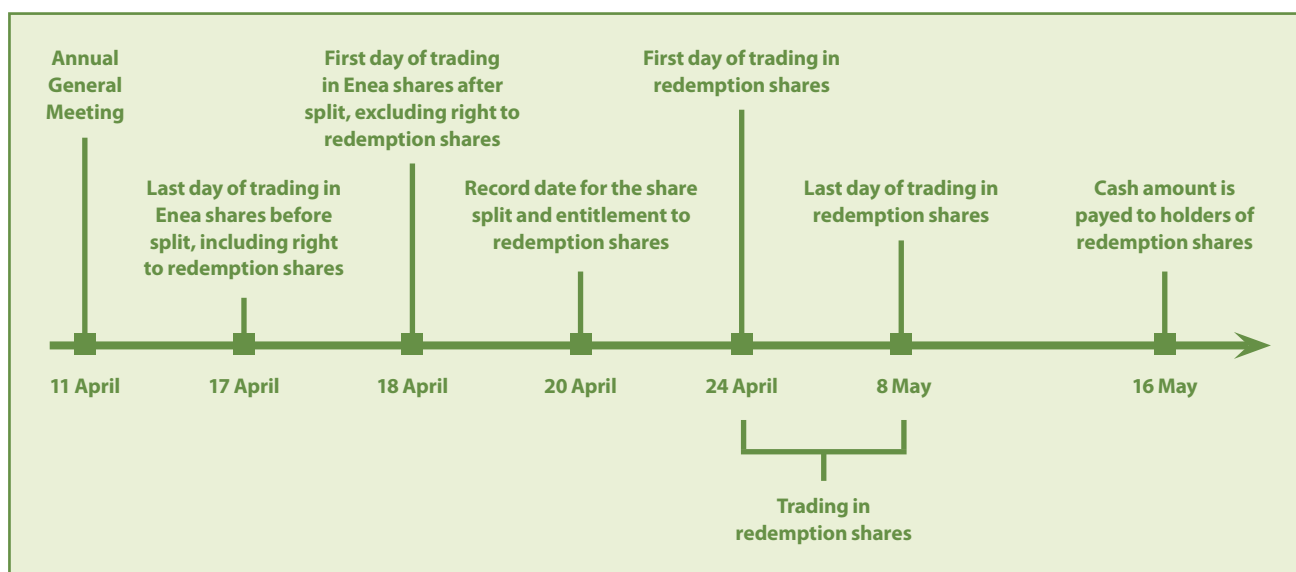 Annual
General
Meeting
11 April
Last day of trading in
Enea shares before
split, including right
to redemption shares
17 April
First day of trading
in Enea shares after
split, excluding right to
redemption shares
18 April
Record date for the share
split and entitlement to
redemption shares
20 April
First day of trading in
redemption shares
24 April
Last day of trading in
redemption shares
8 May
Cash amount is
payed to holders of
redemption shares
16 May
Trading in
redemption shares